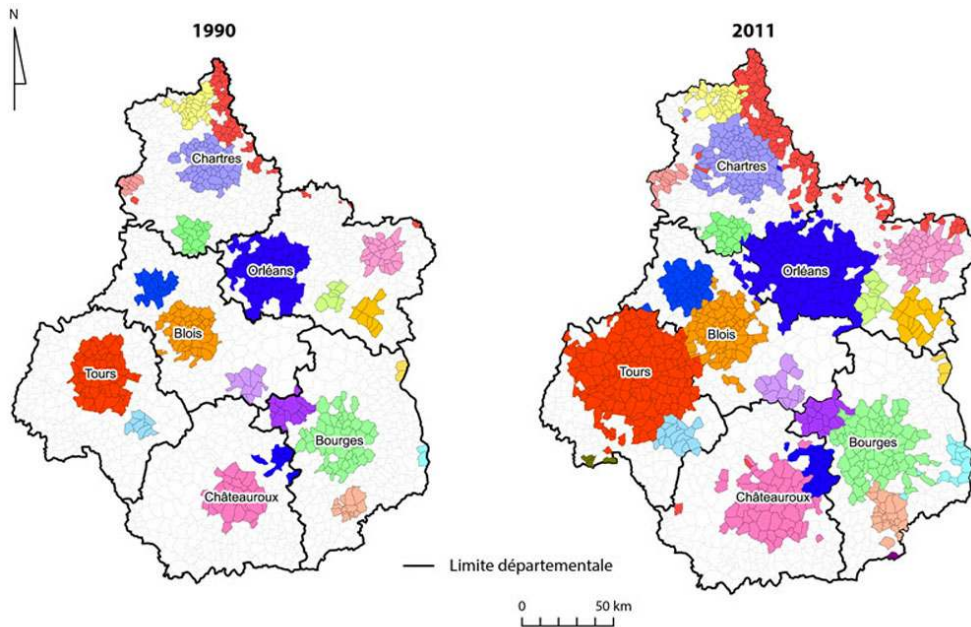 N
1990
2011
Chartres
Orléans
Blois
Tours
Bourges
Châteauroux
Chartres
Orléans
Blois
Tours
Bourges
Châteauroux
Limite départementale
0 50 km